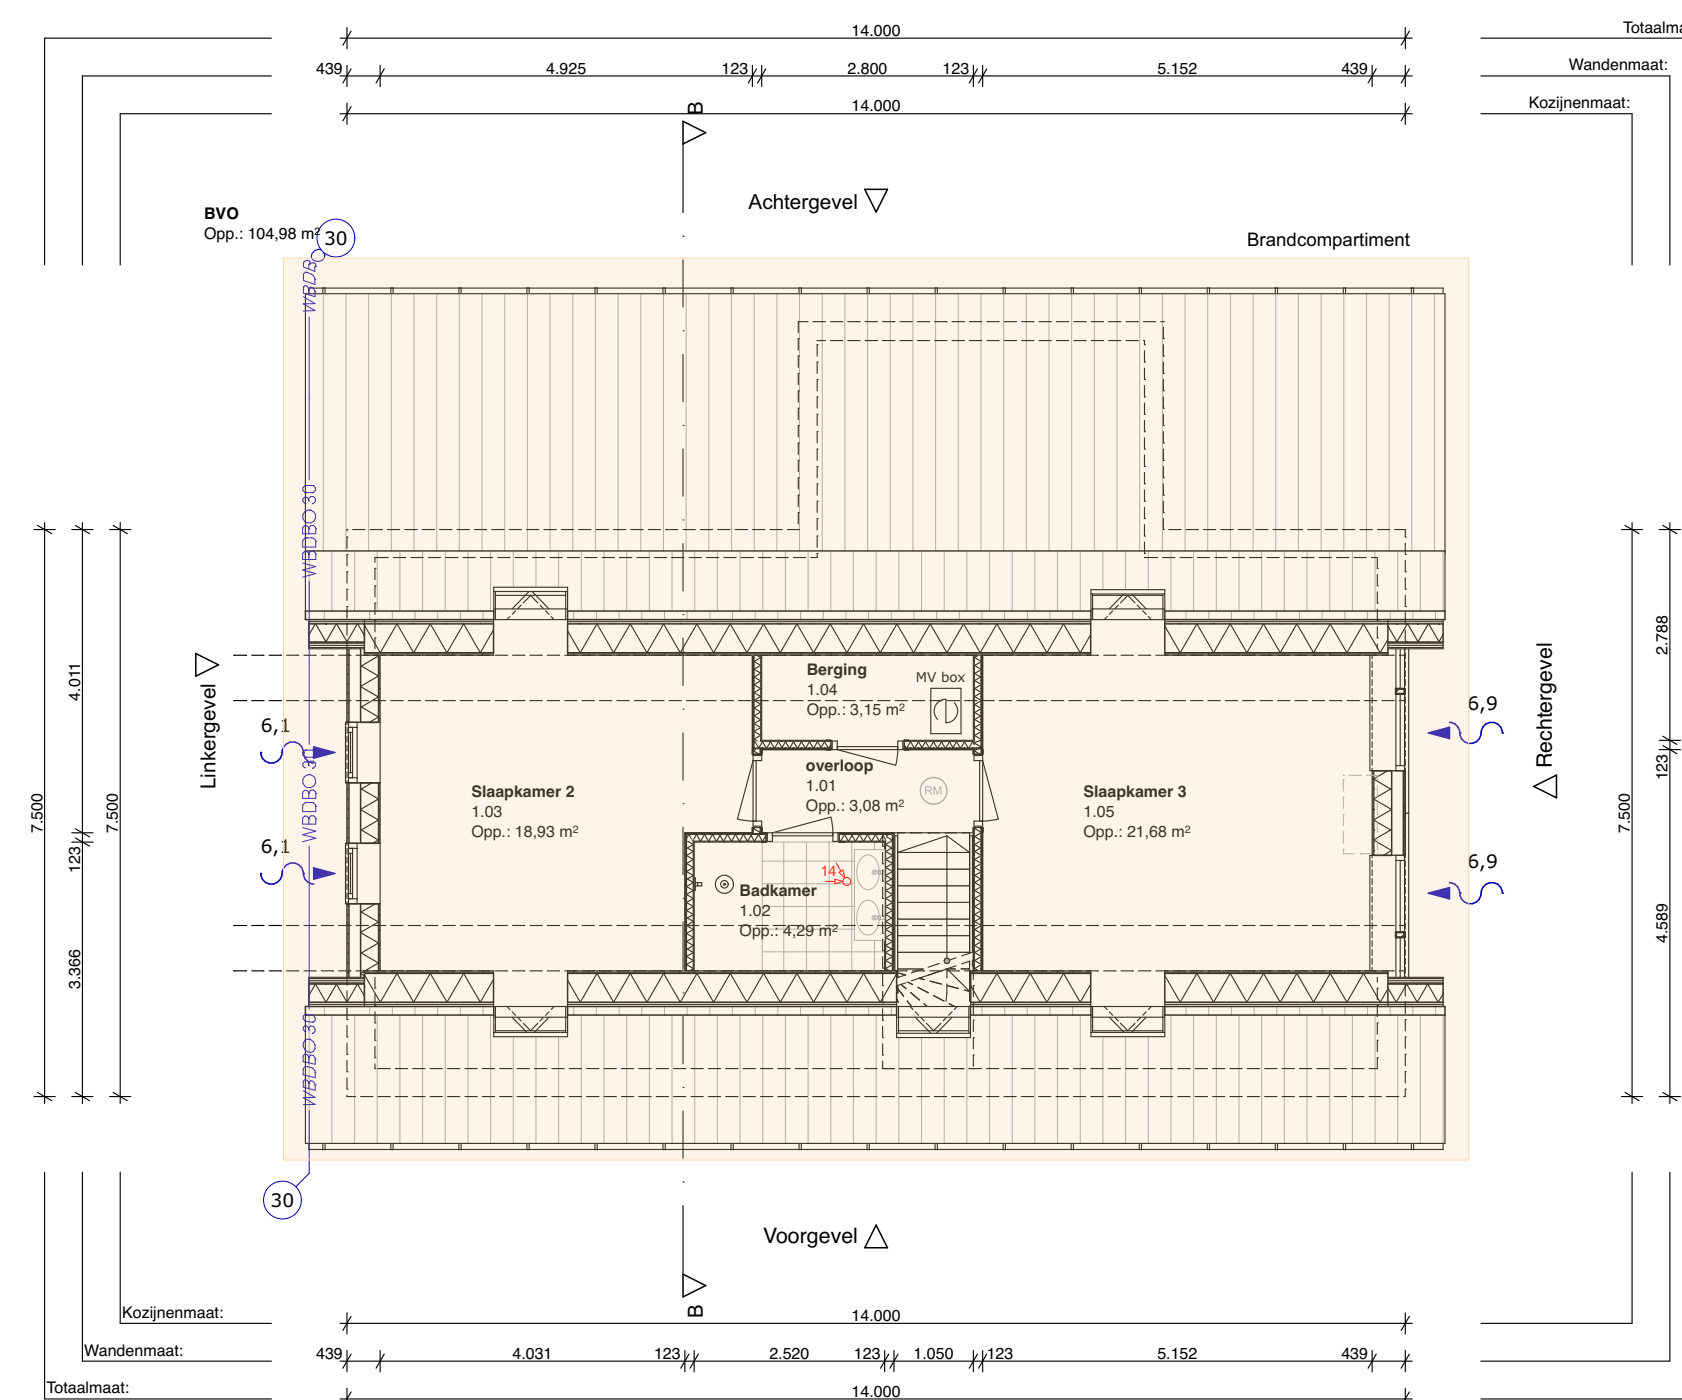 14.000
Totaalma
439 4.925 123 2.800 123 5.152 439
Wandenmaat:
14.000
Kozijnenmaat:
B
Achtergevel
BVO
Opp.: 104,98 m²
30
Brandcompartiment
WBDBO
WBDBO 30
WBDBO 30
WBDBO 30
Linkergevel
Rechtergevel
6,1
6,1
6,9
6,9
7.500
4.011
123
3.366
7.500
7.500
2.788
123
4.589
Berging
1.04
Opp.: 3,15 m²
MV box
overloop
1.01
Opp.: 3,08 m²
RM
Slaapkamer 2
1.03
Opp.: 18,93 m²
Slaapkamer 3
1.05
Opp.: 21,68 m²
14
Badkamer
1.02
Opp.: 4,29 m²
30
Voorgevel
B
Kozijnenmaat:
14.000
Wandenmaat:
439 4.031 123 2.520 123 1.050 123 5.152 439
Totaalmaat:
14.000